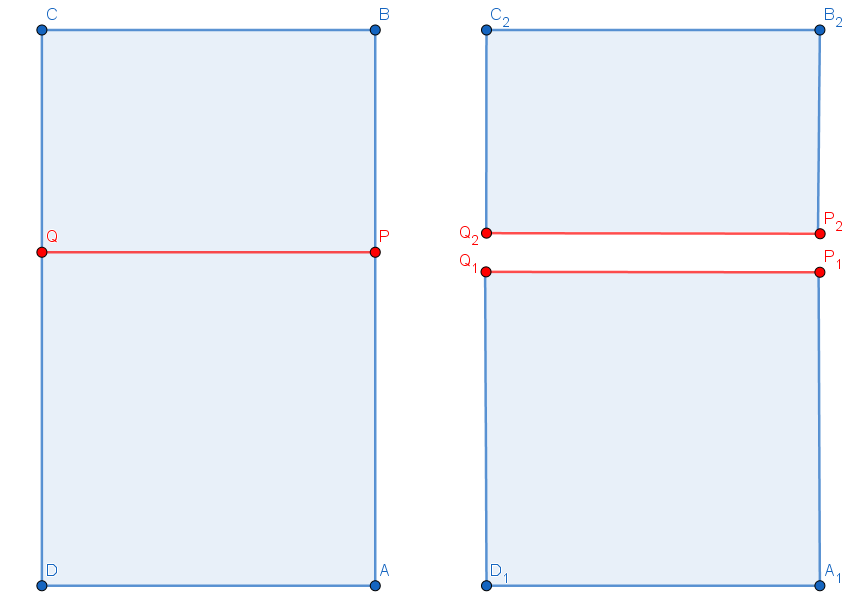 C B
C₂ B₂
Q P
Q₂ P₂
Q₁ P₁
D A
D₁ A₁